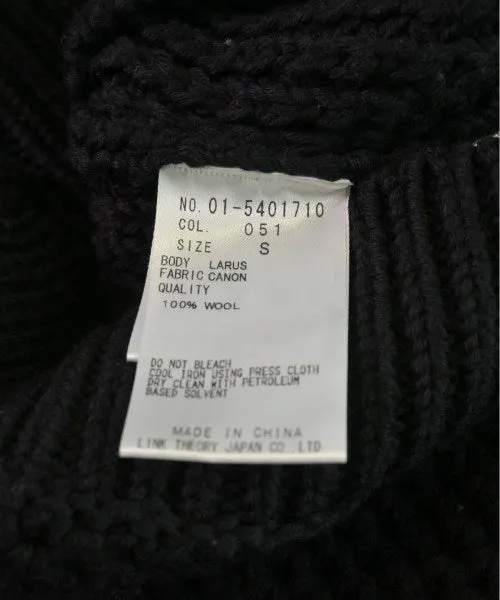 NO. 01-5401710
COL. 051
SIZE S
BODY LARUS
FABRIC CANON
QUALITY
100% WOOL
DO NOT BLEACH
COOL IRON USING PRESS CLOTH
DRY CLEAN WITH PETROLEUM
BASED SOLVENT
MADE IN CHINA
LINK THEORY JAPAN CO.,LTD